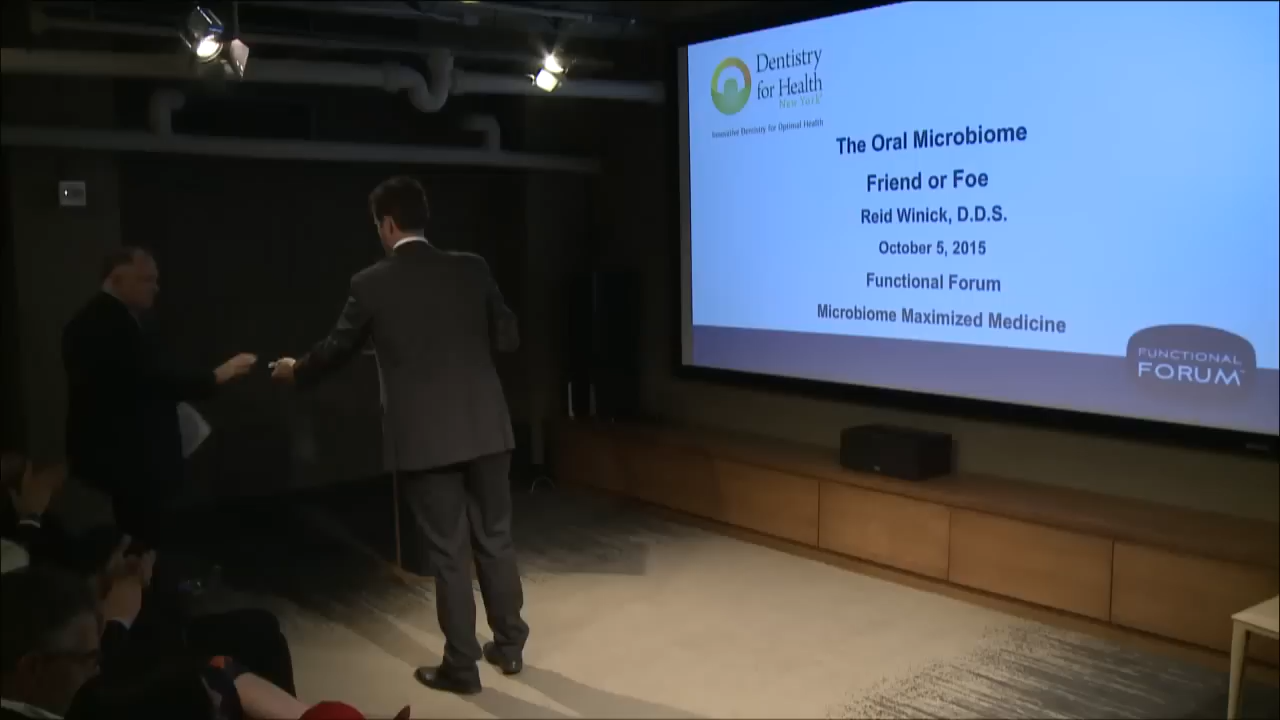 Dentistry
for Health
New York
Innovative Dentistry for Optimal Health
The Oral Microbiome
Friend or Foe
Reid Winick, D.D.S.
October 5, 2015
Functional Forum
Microbiome Maximized Medicine
FUNCTIONAL
FORUM